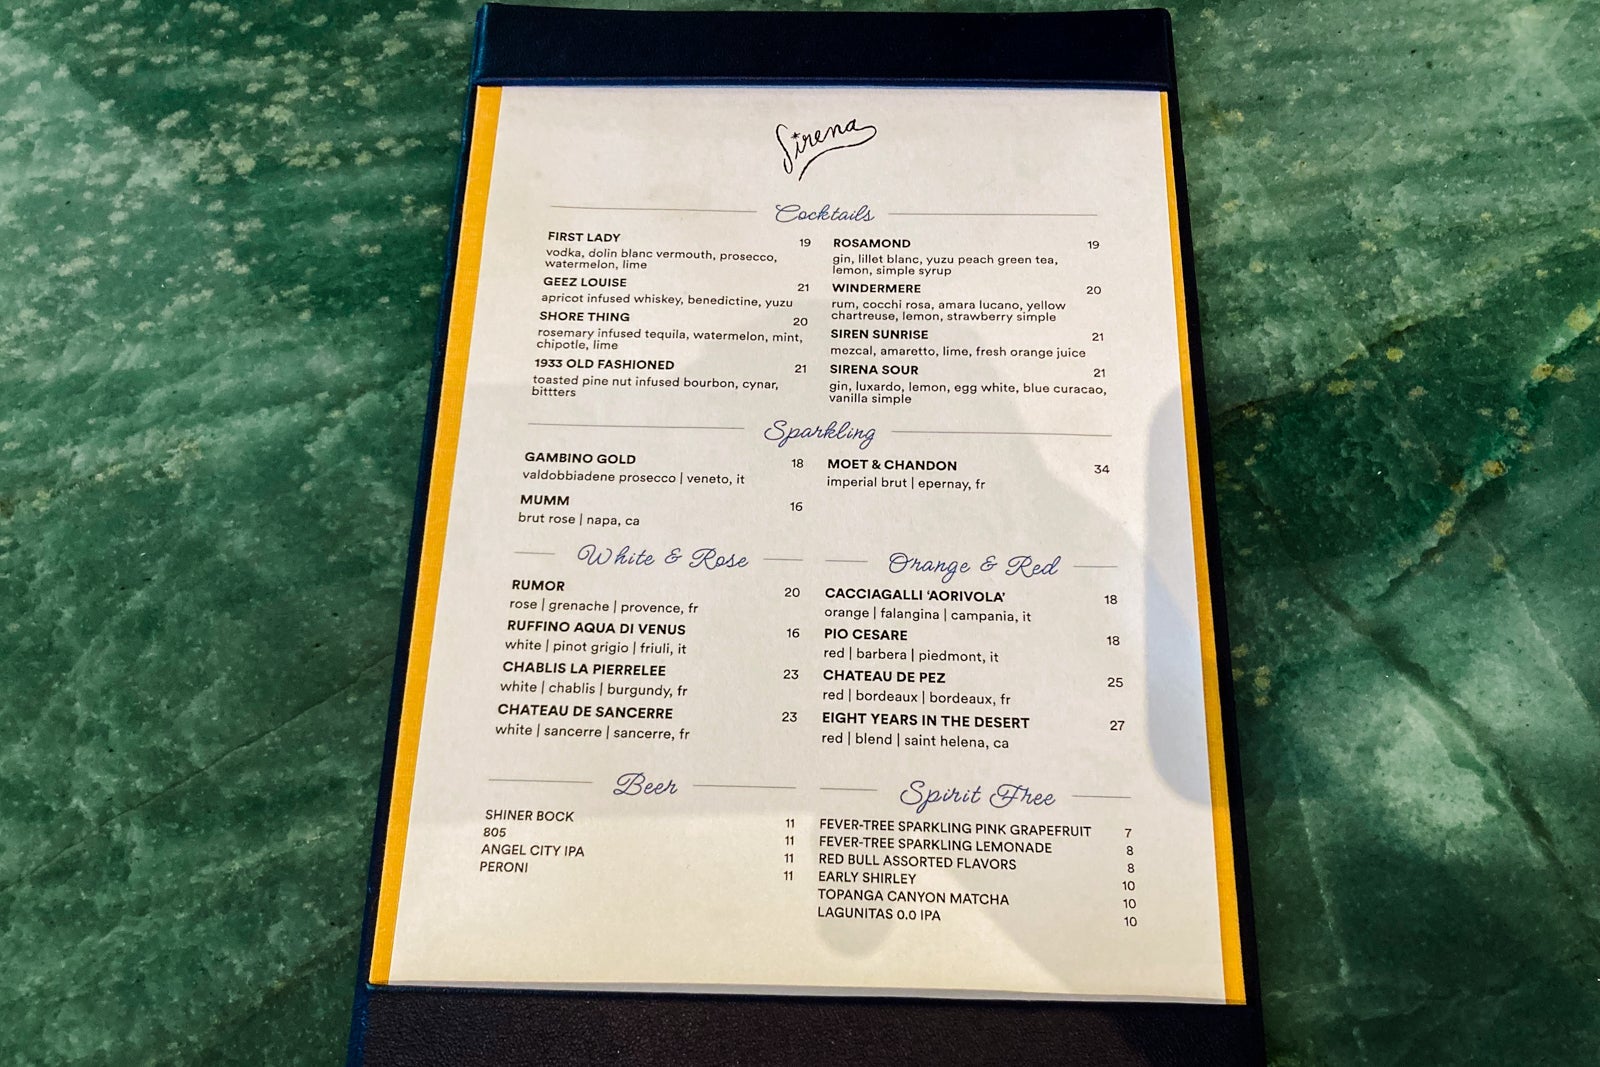 Sirena
Cocktails
FIRST LADY 19
vodka, dolin blanc vermouth, prosecco,
watermelon, lime
GEEZ LOUISE 21
apricot infused whiskey, benedictine, yuzu
SHORE THING 20
rosemary infused tequila, watermelon, mint,
chipotle, lime
1933 OLD FASHIONED 21
toasted pine nut infused bourbon, cynar,
bittters
ROSAMOND 19
gin, lillet blanc, yuzu peach green tea,
lemon, simple syrup
WINDERMERE 20
rum, cocchi rosa, amara lucano, yellow
chartreuse, lemon, strawberry simple
SIREN SUNRISE 21
mezcal, amaretto, lime, fresh orange juice
SIRENA SOUR 21
gin, luxardo, lemon, egg white, blue curacao,
vanilla simple
Sparkling
GAMBINO GOLD 18
valdobbiadene prosecco | veneto, it
MUMM 16
brut rose | napa, ca
MOET & CHANDON 34
imperial brut | epernay, fr
White & Rose
RUMOR 20
rose | grenache | provence, fr
RUFFINO AQUA DI VENUS 16
white | pinot grigio | friuli, it
CHABLIS LA PIERRELEE 23
white | chablis | burgundy, fr
CHATEAU DE SANCERRE 23
white | sancerre | sancerre, fr
Orange & Red
CACCIAGALLI ‘AORIVOLA’ 18
orange | falangina | campania, it
PIO CESARE 18
red | barbera | piedmont, it
CHATEAU DE PEZ 25
red | bordeaux | bordeaux, fr
EIGHT YEARS IN THE DESERT 27
red | blend | saint helena, ca
Beer
SHINER BOCK 11
805 11
ANGEL CITY IPA 11
PERONI 11
Spirit Free
FEVER-TREE SPARKLING PINK GRAPEFRUIT 7
FEVER-TREE SPARKLING LEMONADE 8
RED BULL ASSORTED FLAVORS 8
EARLY SHIRLEY 10
TOPANGA CANYON MATCHA 10
LAGUNITAS 0.0 IPA 10